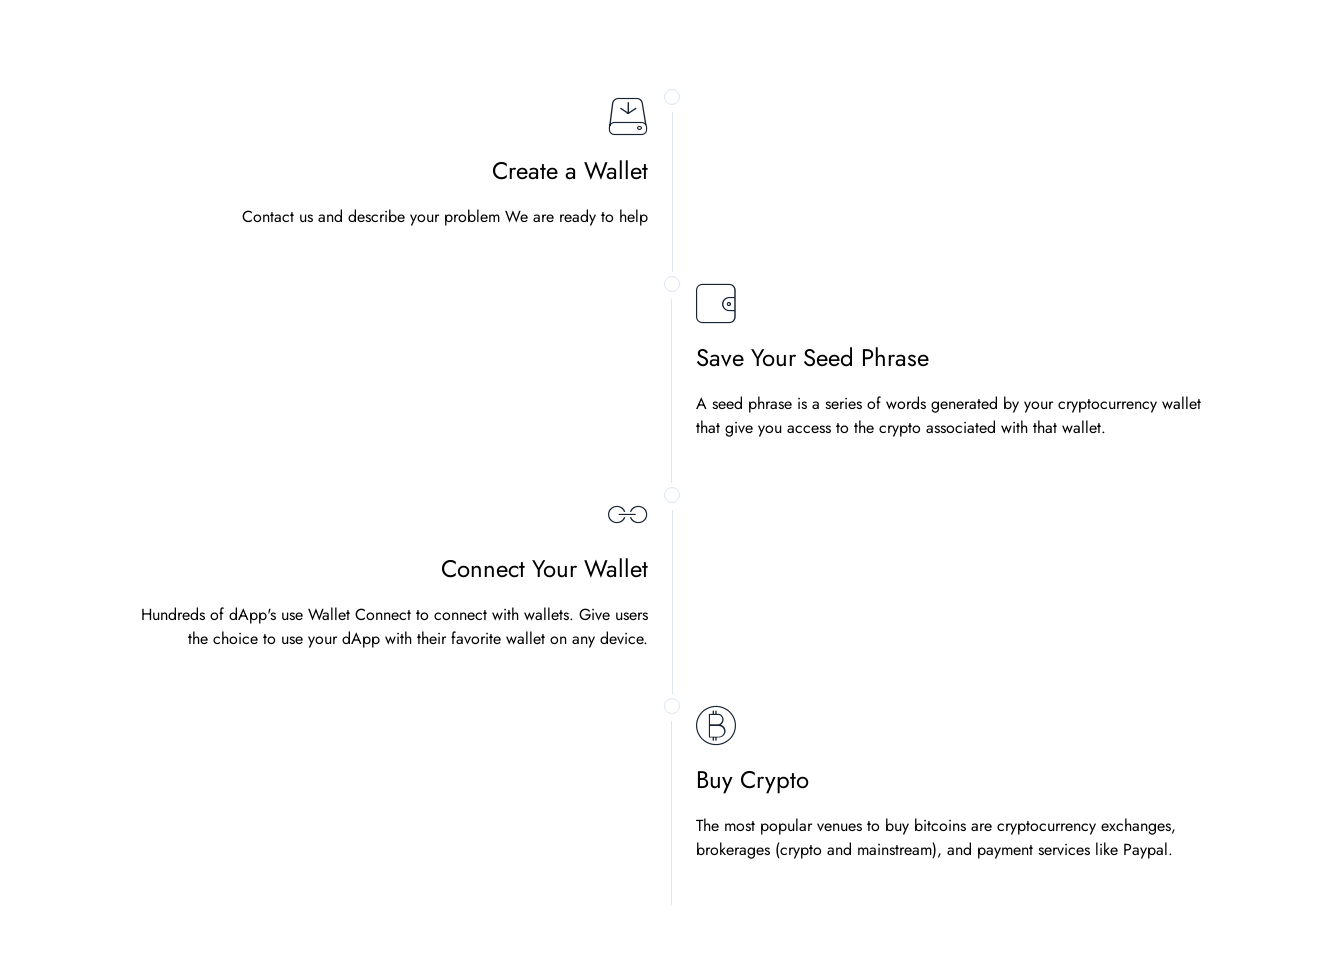 Create a Wallet
Contact us and describe your problem We are ready to help
Save Your Seed Phrase
A seed phrase is a series of words generated by your cryptocurrency wallet
that give you access to the crypto associated with that wallet.
Connect Your Wallet
Hundreds of dApp's use Wallet Connect to connect with wallets. Give users
the choice to use your dApp with their favorite wallet on any device.
Buy Crypto
The most popular venues to buy bitcoins are cryptocurrency exchanges,
brokerages (crypto and mainstream), and payment services like Paypal.